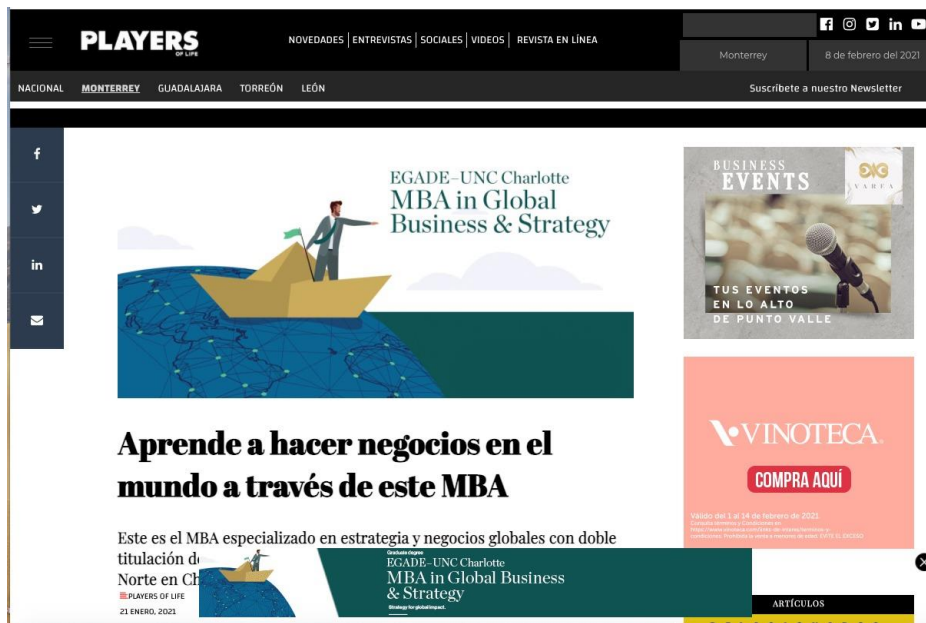 PLAYERS
OF LIFE
NOVEDADES | ENTREVISTAS | SOCIALES | VIDEOS | REVISTA EN LÍNEA
Monterrey
8 de febrero del 2021
NACIONAL MONTERREY GUADALAJARA TORREÓN LEÓN
Suscríbete a nuestro Newsletter
EGADE–UNC Charlotte
MBA in Global
Business & Strategy
Aprende a hacer negocios en el
mundo a través de este MBA
Este es el MBA especializado en estrategia y negocios globales con doble
titulación d
Norte en Ch
PLAYERS OF LIFE
21 ENERO, 2021
Graduate degree
EGADE–UNC Charlotte
MBA in Global Business
& Strategy
Strategy for global impact.
BUSINESS
EVENTS
VAREA
TUS EVENTOS
EN LO ALTO
DE PUNTO VALLE
VINOTECA.
COMPRA AQUÍ
Válido del 1 al 14 de febrero de 2021
Consulta términos y Condiciones en
ARTÍCULOS